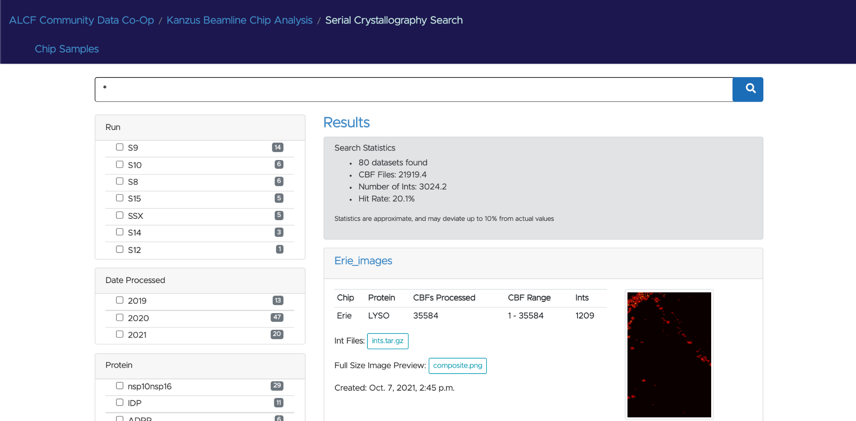 ALCF Community Data Co-Op / Kanzus Beamline Chip Analysis / Serial Crystallography Search
Chip Samples
*
Run
S9 14
S10 6
S8 6
S15 5
SSX 5
S14 3
S12 1
Date Processed
2019 13
2020 47
2021 20
Protein
nsp10nsp16 29
IDP 11
ADRP 6
Results
Search Statistics
• 80 datasets found
• CBF Files: 21919.4
• Number of Ints: 3024.2
• Hit Rate: 20.1%
Statistics are approximate, and may deviate up to 10% from actual values
Erie_images
Chip Protein CBFs Processed CBF Range Ints
Erie LYSO 35584 1 - 35584 1209
Int Files: ints.tar.gz
Full Size Image Preview: composite.png
Created: Oct. 7, 2021, 2:45 p.m.